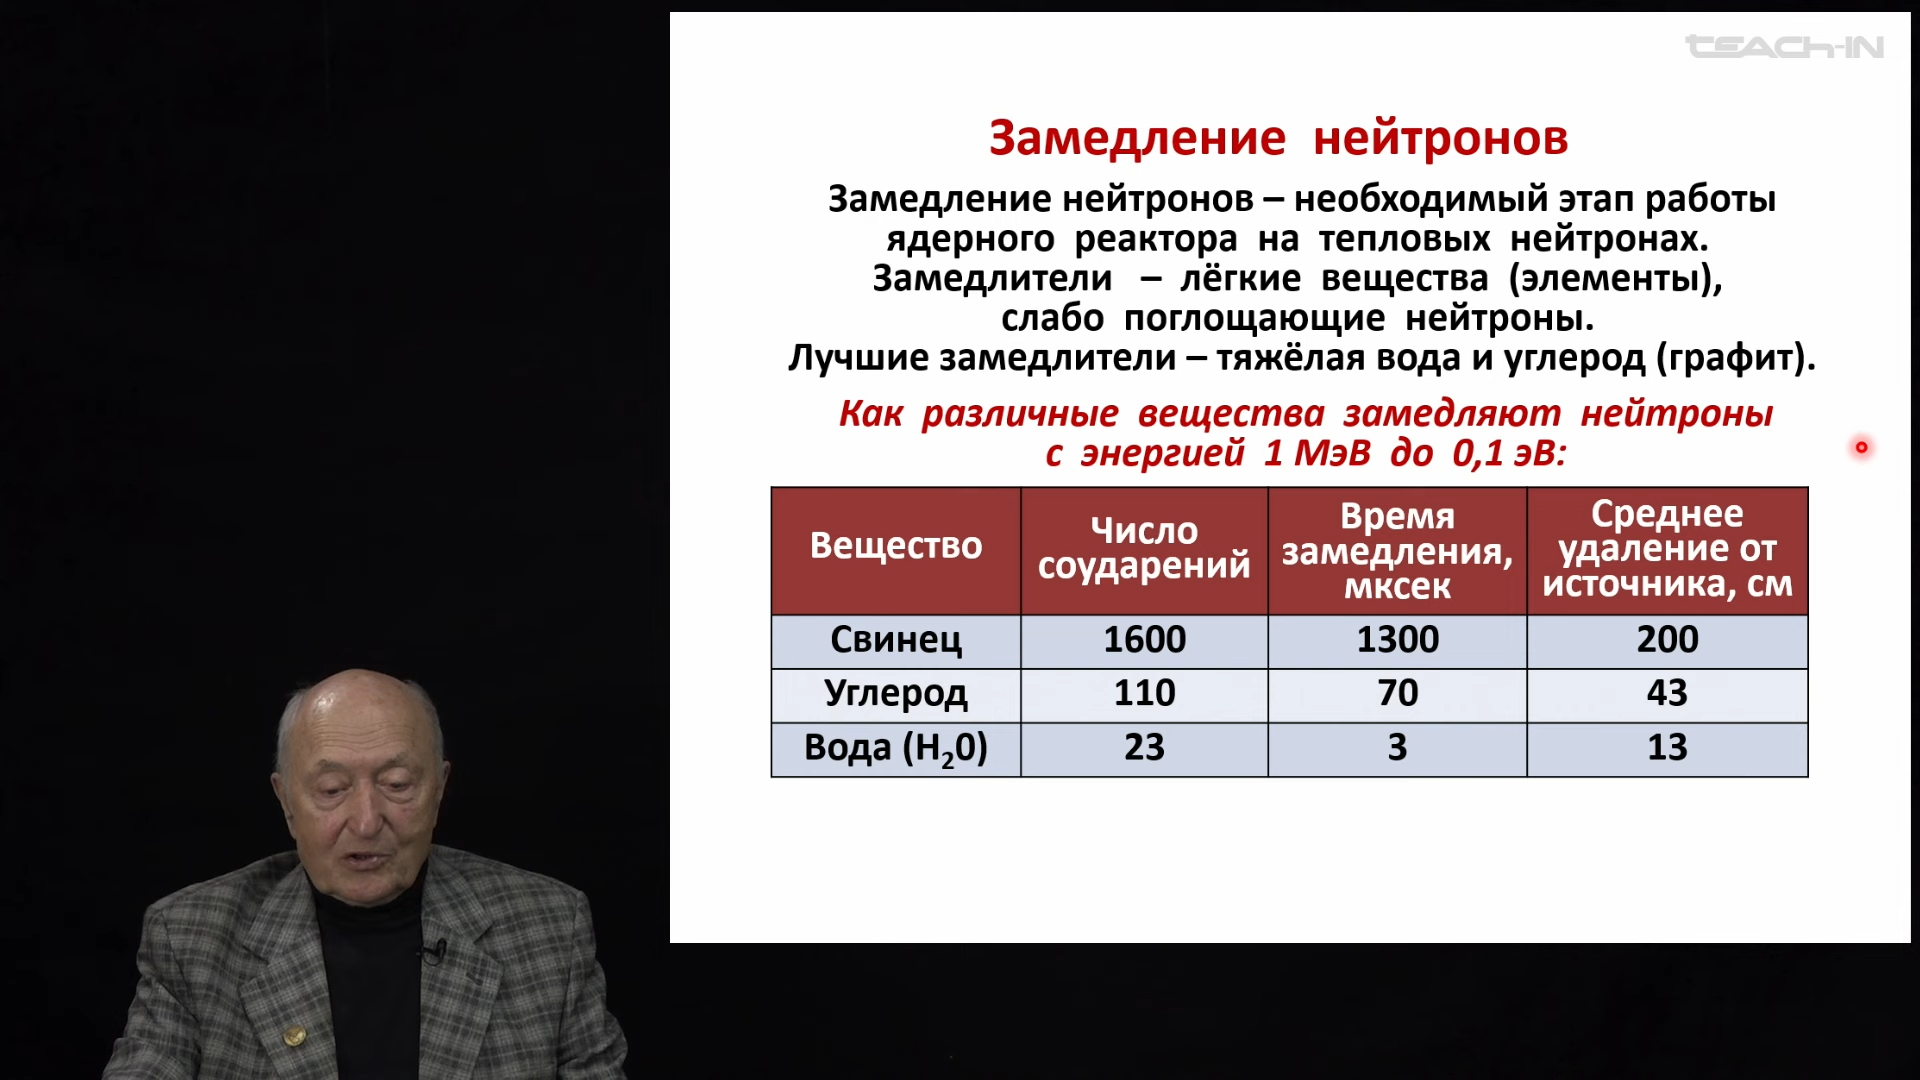 TEACH-IN
Замедление нейтронов
Замедление нейтронов – необходимый этап работы
ядерного реактора на тепловых нейтронах.
Замедлители – лёгкие вещества (элементы),
слабо поглощающие нейтроны.
Лучшие замедлители – тяжёлая вода и углерод (графит).
Как различные вещества замедляют нейтроны
с энергией 1 МэВ до 0,1 эВ:
Вещество
Число
соударений
Время
замедления,
мксек
Среднее
удаление от
источника, см
Свинец 1600 1300 200
Углерод 110 70 43
Вода (H₂0) 23 3 13